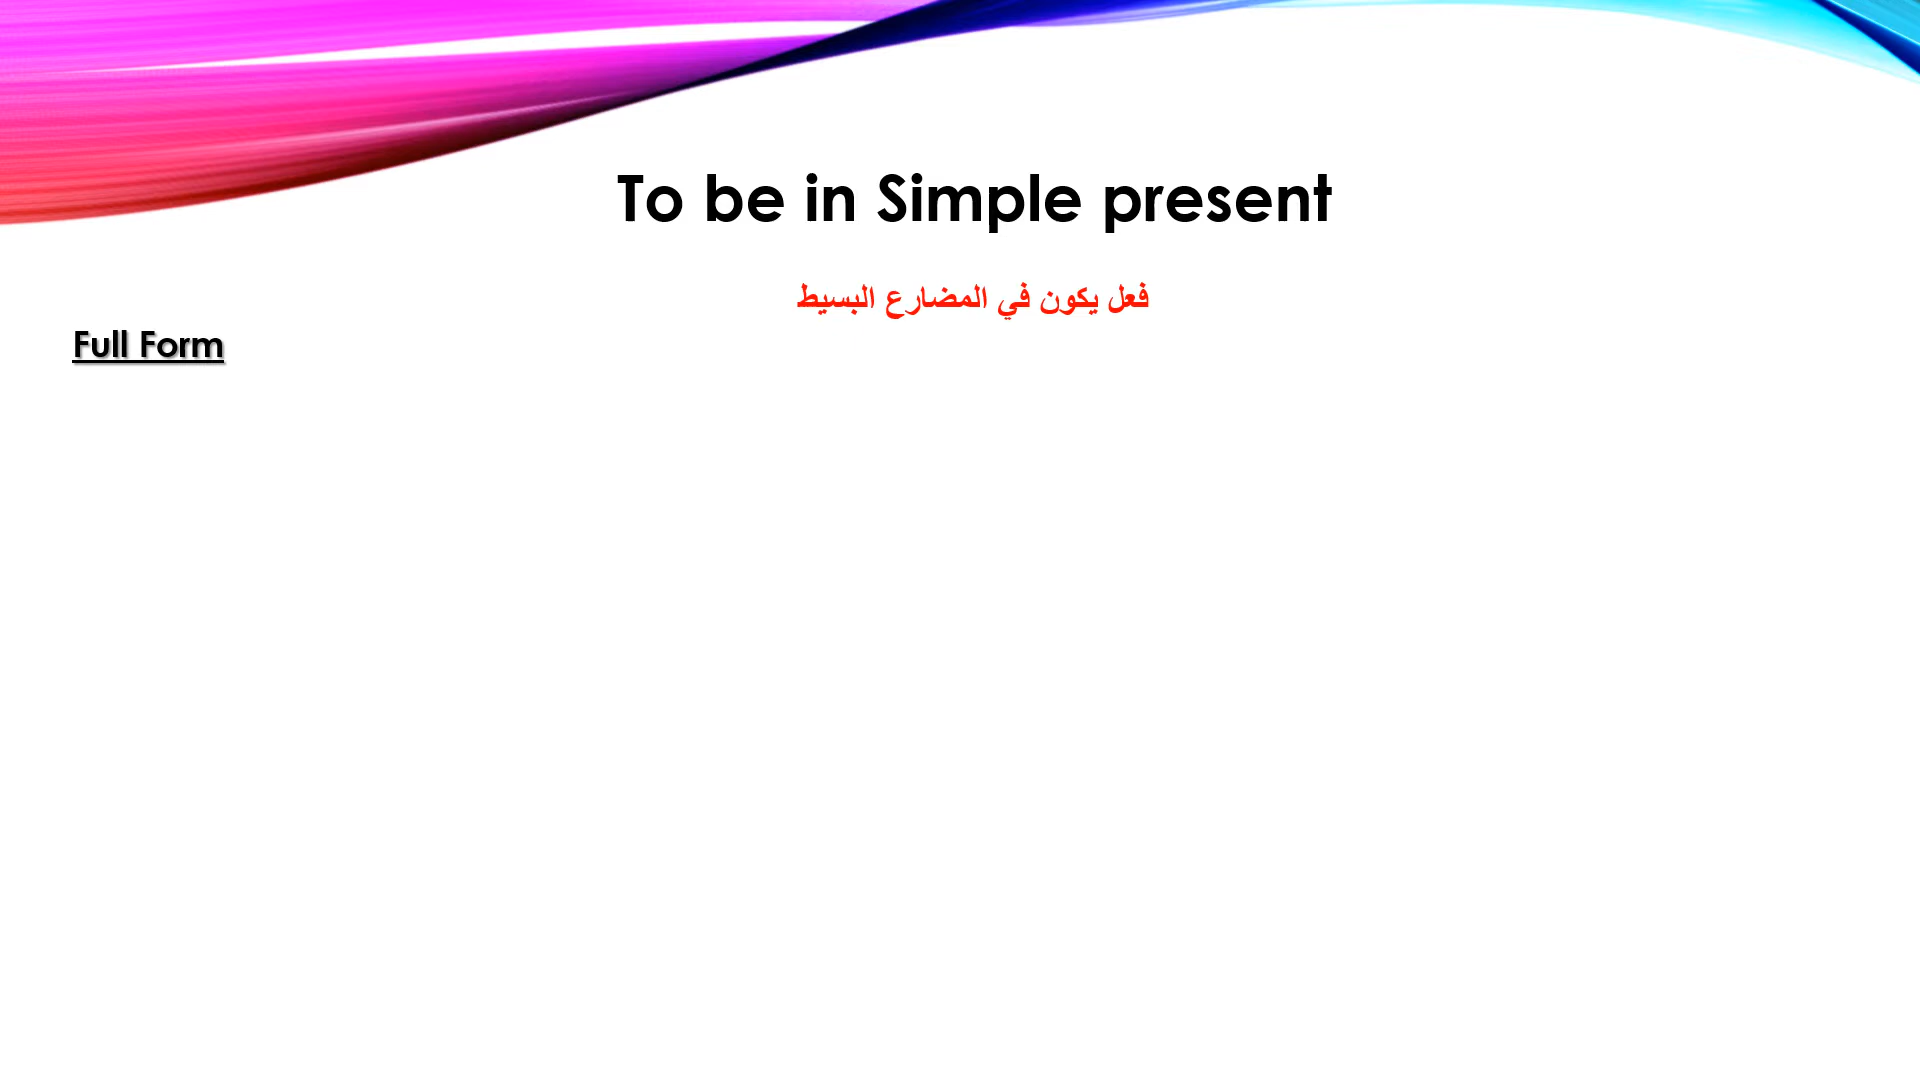 To be in Simple present
فعل يكون في المضارع البسيط
Full Form